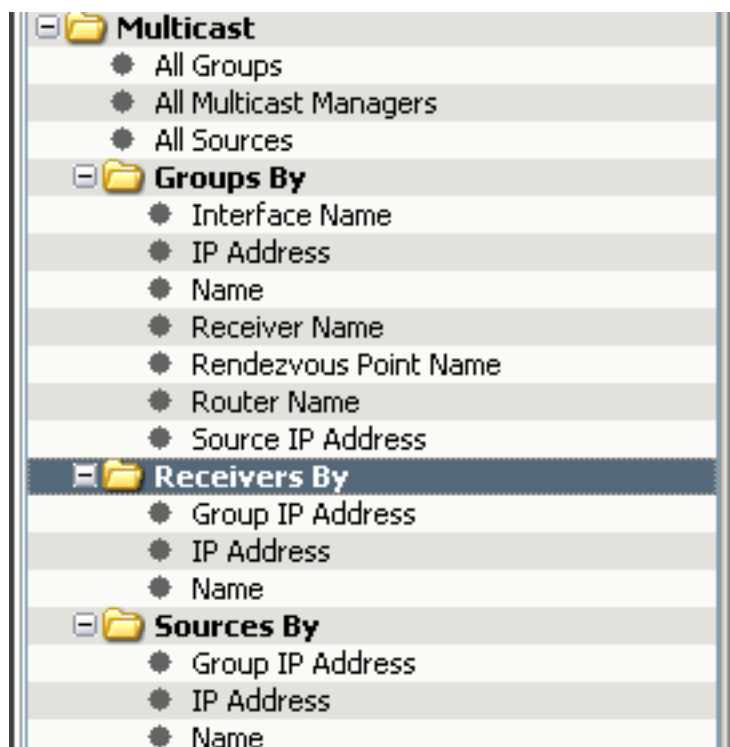 Multicast
All Groups
All Multicast Managers
All Sources
Groups By
Interface Name
IP Address
Name
Receiver Name
Rendezvous Point Name
Router Name
Source IP Address
Receivers By
Group IP Address
IP Address
Name
Sources By
Group IP Address
IP Address
Name